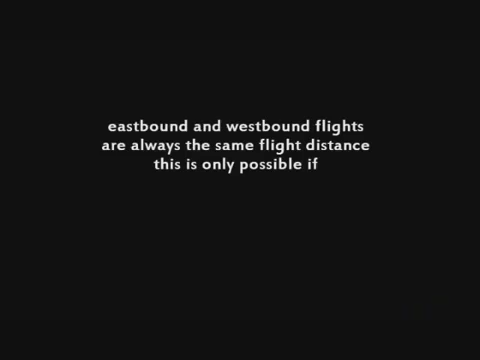 eastbound and westbound flights
are always the same flight distance
this is only possible if